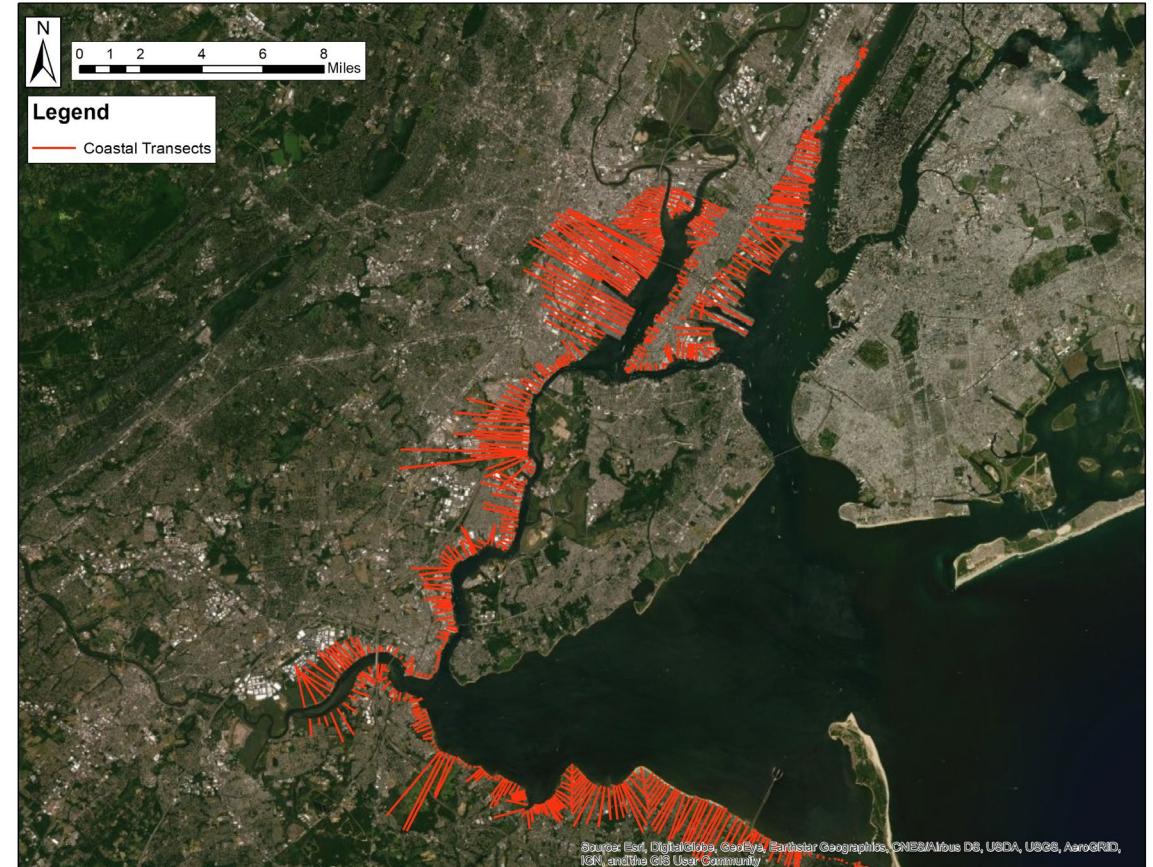 N
0 1 2 4 6 8
Miles
Legend
Coastal Transects
Source: Esri, DigitalGlobe, GeoEye, Earthstar Geographics, CNES/Airbus DS, USDA, USGS, AeroGRID,
IGN, and the GIS User Community